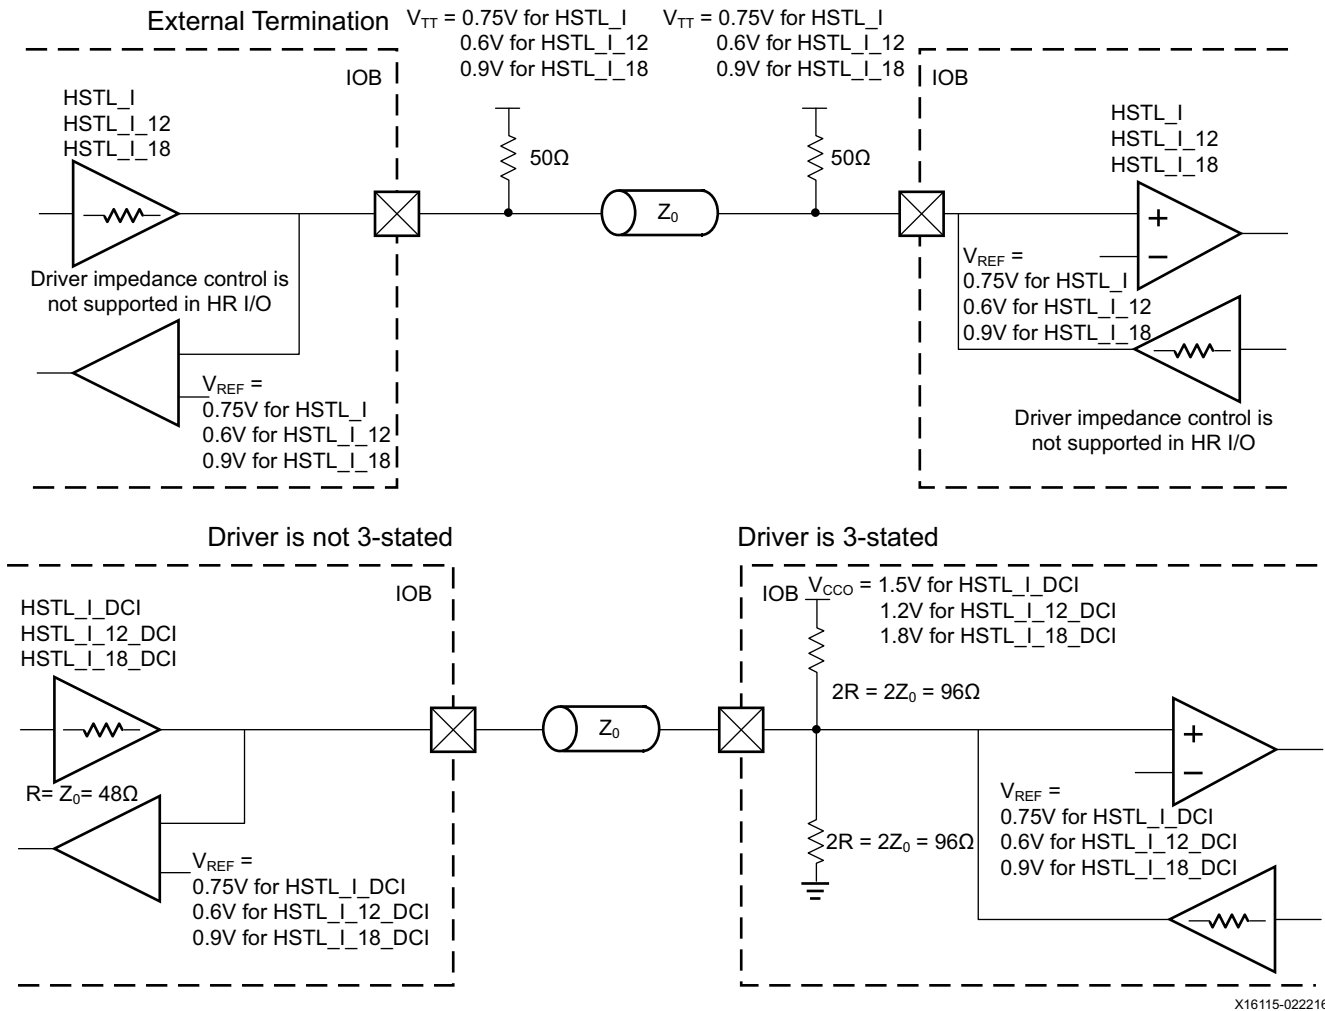 External Termination
V_TT = 0.75V for HSTL_I
0.6V for HSTL_I_12
0.9V for HSTL_I_18
V_TT = 0.75V for HSTL_I
0.6V for HSTL_I_12
0.9V for HSTL_I_18
IOB
HSTL_I
HSTL_I_12
HSTL_I_18
50Ω
Z_0
50Ω
IOB
HSTL_I
HSTL_I_12
HSTL_I_18
+
−
Driver impedance control is
not supported in HR I/O
V_REF =
0.75V for HSTL_I
0.6V for HSTL_I_12
0.9V for HSTL_I_18
V_REF =
0.75V for HSTL_I
0.6V for HSTL_I_12
0.9V for HSTL_I_18
Driver impedance control is
not supported in HR I/O
Driver is not 3-stated
IOB
HSTL_I_DCI
HSTL_I_12_DCI
HSTL_I_18_DCI
R= Z_0= 48Ω
V_REF =
0.75V for HSTL_I_DCI
0.6V for HSTL_I_12_DCI
0.9V for HSTL_I_18_DCI
Z_0
Driver is 3-stated
IOB
V_CCO = 1.5V for HSTL_I_DCI
1.2V for HSTL_I_12_DCI
1.8V for HSTL_I_18_DCI
2R = 2Z_0 = 96Ω
+
−
2R = 2Z_0 = 96Ω
V_REF =
0.75V for HSTL_I_DCI
0.6V for HSTL_I_12_DCI
0.9V for HSTL_I_18_DCI
X16115-022216